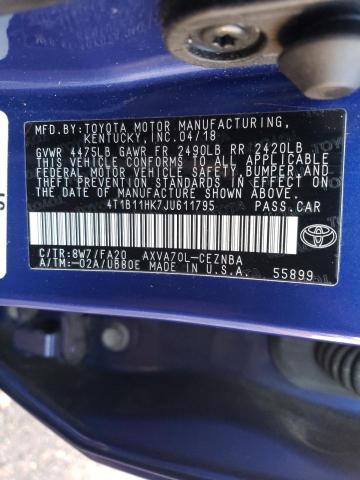 MFD.BY:TOYOTA MOTOR MANUFACTURING,
KENTUCKY, INC.04/18
GVWR 4475LB GAWR FR 2490LB RR 2420LB
THIS VEHICLE CONFORMS TO ALL APPLICABLE
FEDERAL MOTOR VEHICLE SAFETY,BUMPER,AND
THEFT PREVENTION STANDARDS IN EFFECT ON
THE DATE OF MANUFACTURE SHOWN ABOVE.
4T1B11HK7JU611795 PASS.CAR
C/TR:8W7/FA20 AXVA70L-CEZNBA
A/TM:-02A/U680E MADE IN U.S.A. 55899
TOYOTA